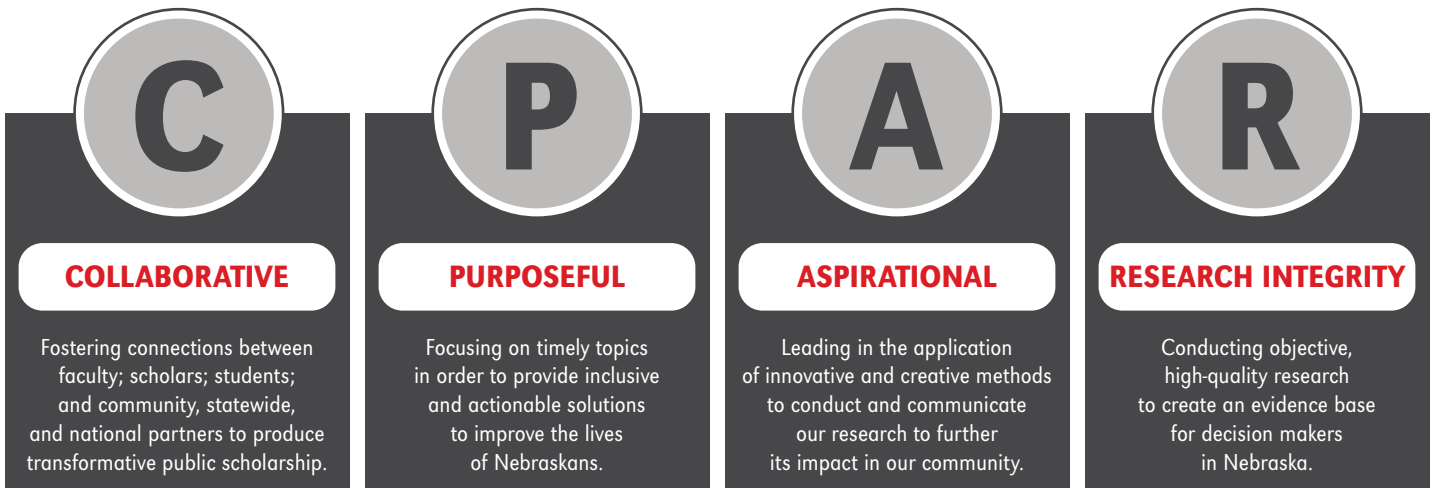 C
COLLABORATIVE
Fostering connections between
faculty; scholars; students;
and community, statewide,
and national partners to produce
transformative public scholarship.
P
PURPOSEFUL
Focusing on timely topics
in order to provide inclusive
and actionable solutions
to improve the lives
of Nebraskans.
A
ASPIRATIONAL
Leading in the application
of innovative and creative methods
to conduct and communicate
our research to further
its impact in our community.
R
RESEARCH INTEGRITY
Conducting objective,
high-quality research
to create an evidence base
for decision makers
in Nebraska.